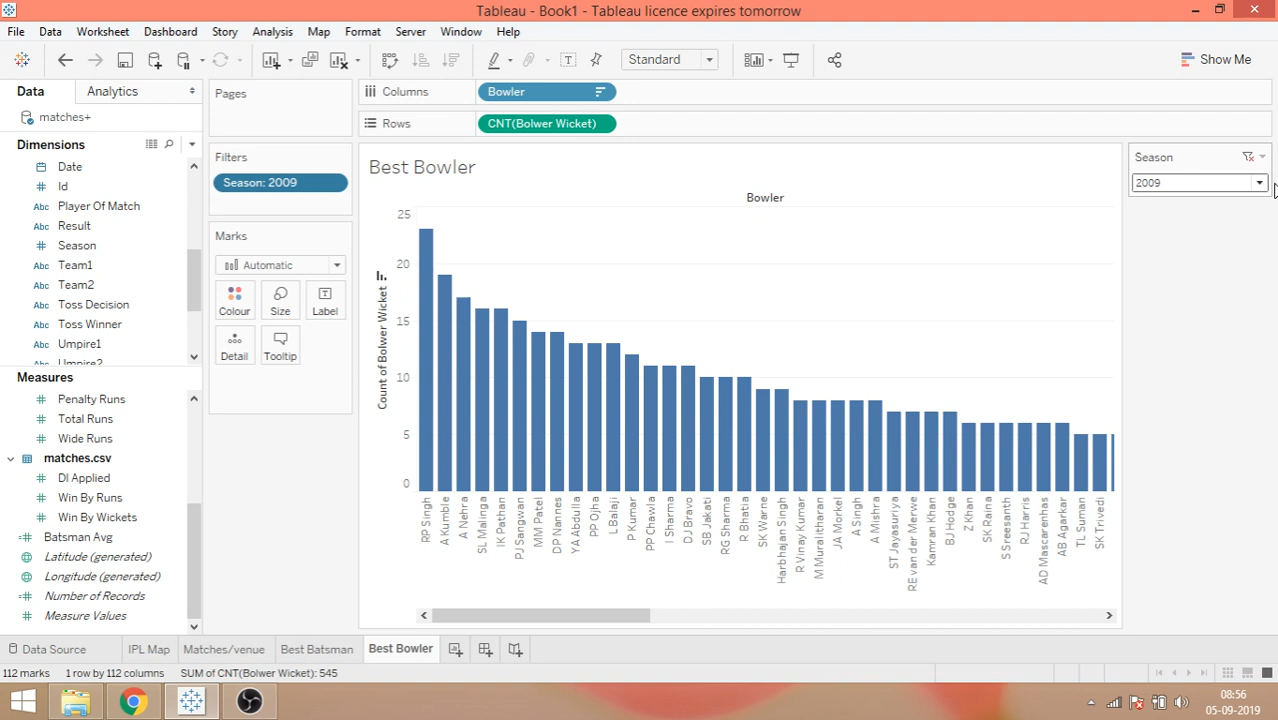 Tableau - Book1 - Tableau licence expires tomorrow
File Data Worksheet Dashboard Story Analysis Map Format Server Window Help
Standard
Show Me
Data Analytics
matches+
Dimensions
Date
Id
Player Of Match
Result
Season
Team1
Team2
Toss Decision
Toss Winner
Umpire1
Umpire2
Measures
Penalty Runs
Total Runs
Wide Runs
matches.csv
Dl Applied
Win By Runs
Win By Wickets
Batsman Avg
Latitude (generated)
Longitude (generated)
Number of Records
Measure Values
Pages
Filters
Season: 2009
Marks
Automatic
Colour Size Label
Detail Tooltip
Columns Bowler
Rows CNT(Bolwer Wicket)
Best Bowler
Bowler
Count of Bolwer Wicket
25
20
15
10
5
0
RP Singh
A Kumble
A Nehra
SL Malinga
IK Pathan
PJ Sangwan
MM Patel
DP Nannes
YA Abdulla
PP Ojha
L Balaji
P Kumar
PP Chawla
I Sharma
DJ Bravo
SB Jakati
RG Sharma
R Bhatia
SK Warne
Harbhajan Singh
R Vinay Kumar
M Muralitharan
JA Morkel
A Singh
A Mishra
ST Jayasuriya
RE van der Merwe
Kamran Khan
BJ Hodge
Z Khan
SK Raina
S Sreesanth
RJ Harris
AD Mascarenhas
AB Agarkar
TL Suman
SK Trivedi
Season
2009
Data Source IPL Map Matches/venue Best Batsman Best Bowler
112 marks 1 row by 112 columns SUM of CNT(Bolwer Wicket): 545
08:56
05-09-2019